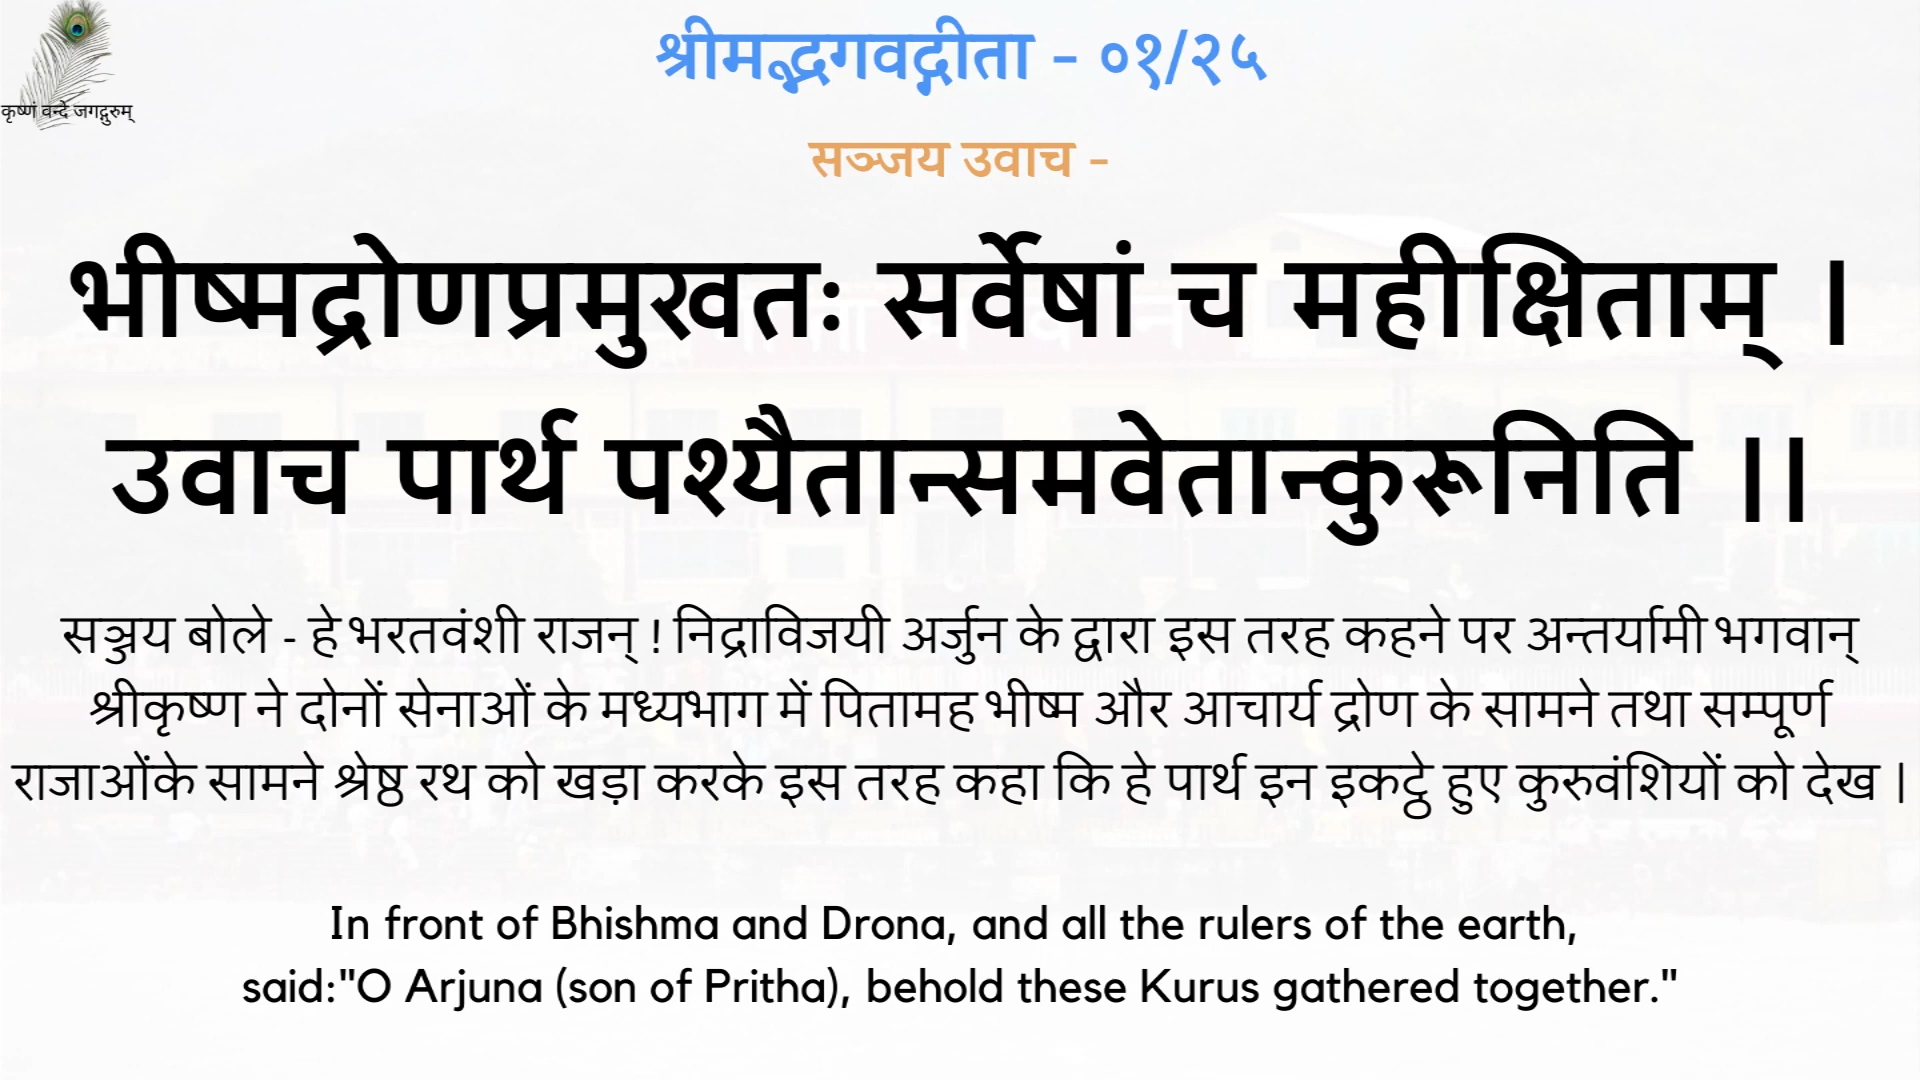 श्रीमद्भगवद्गीता - ०१/२५
कृष्णं वन्दे जगद्गुरुम्
सञ्जय उवाच -
भीष्मद्रोणप्रमुखतः सर्वेषां च महीक्षिताम् ।
उवाच पार्थ पश्यैतान्समवेतान्कुरूनिति ।।
सञ्जय बोले - हे भरतवंशी राजन् ! निद्राविजयी अर्जुन के द्वारा इस तरह कहने पर अन्तर्यामी भगवान्
श्रीकृष्ण ने दोनों सेनाओं के मध्यभाग में पितामह भीष्म और आचार्य द्रोण के सामने तथा सम्पूर्ण
राजाओंके सामने श्रेष्ठ रथ को खड़ा करके इस तरह कहा कि हे पार्थ इन इकट्ठे हुए कुरुवंशियों को देख |
In front of Bhishma and Drona, and all the rulers of the earth,
said:"O Arjuna (son of Pritha), behold these Kurus gathered together."